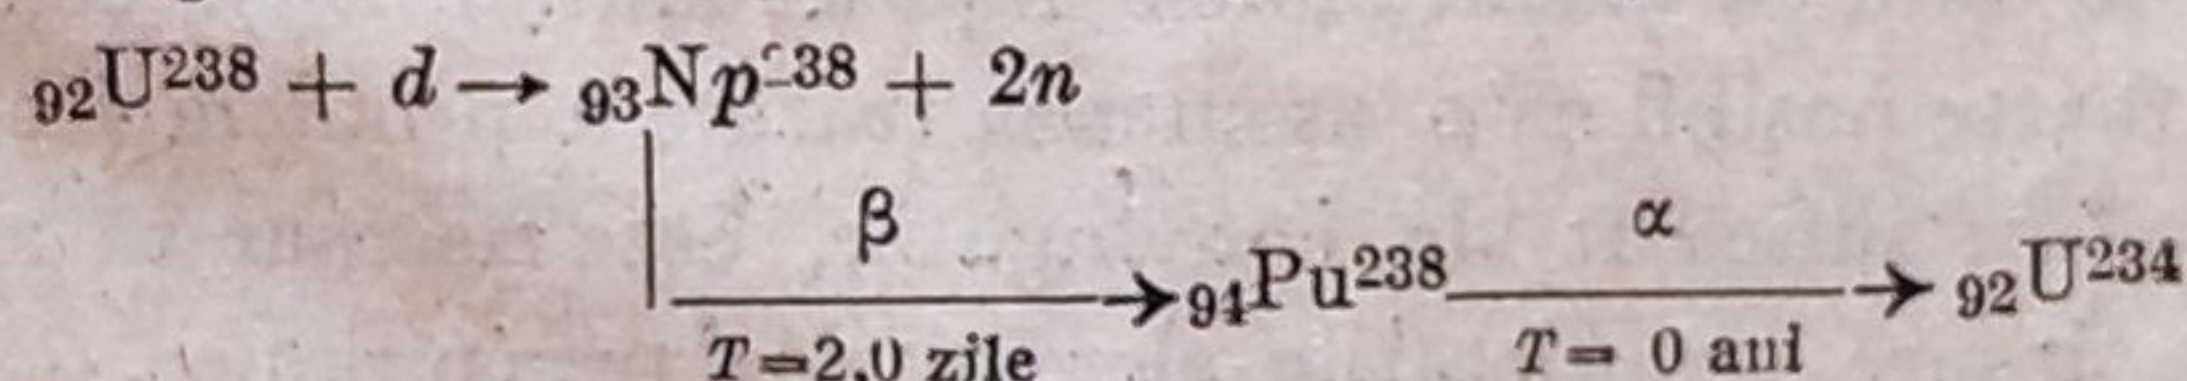 ₉₂U²³⁸ + d → ₉₃Np²³⁸ + 2n
β α
→ ₉₄Pu²³⁸ → ₉₂U²³⁴
T=2,0 zile T= 0 ani